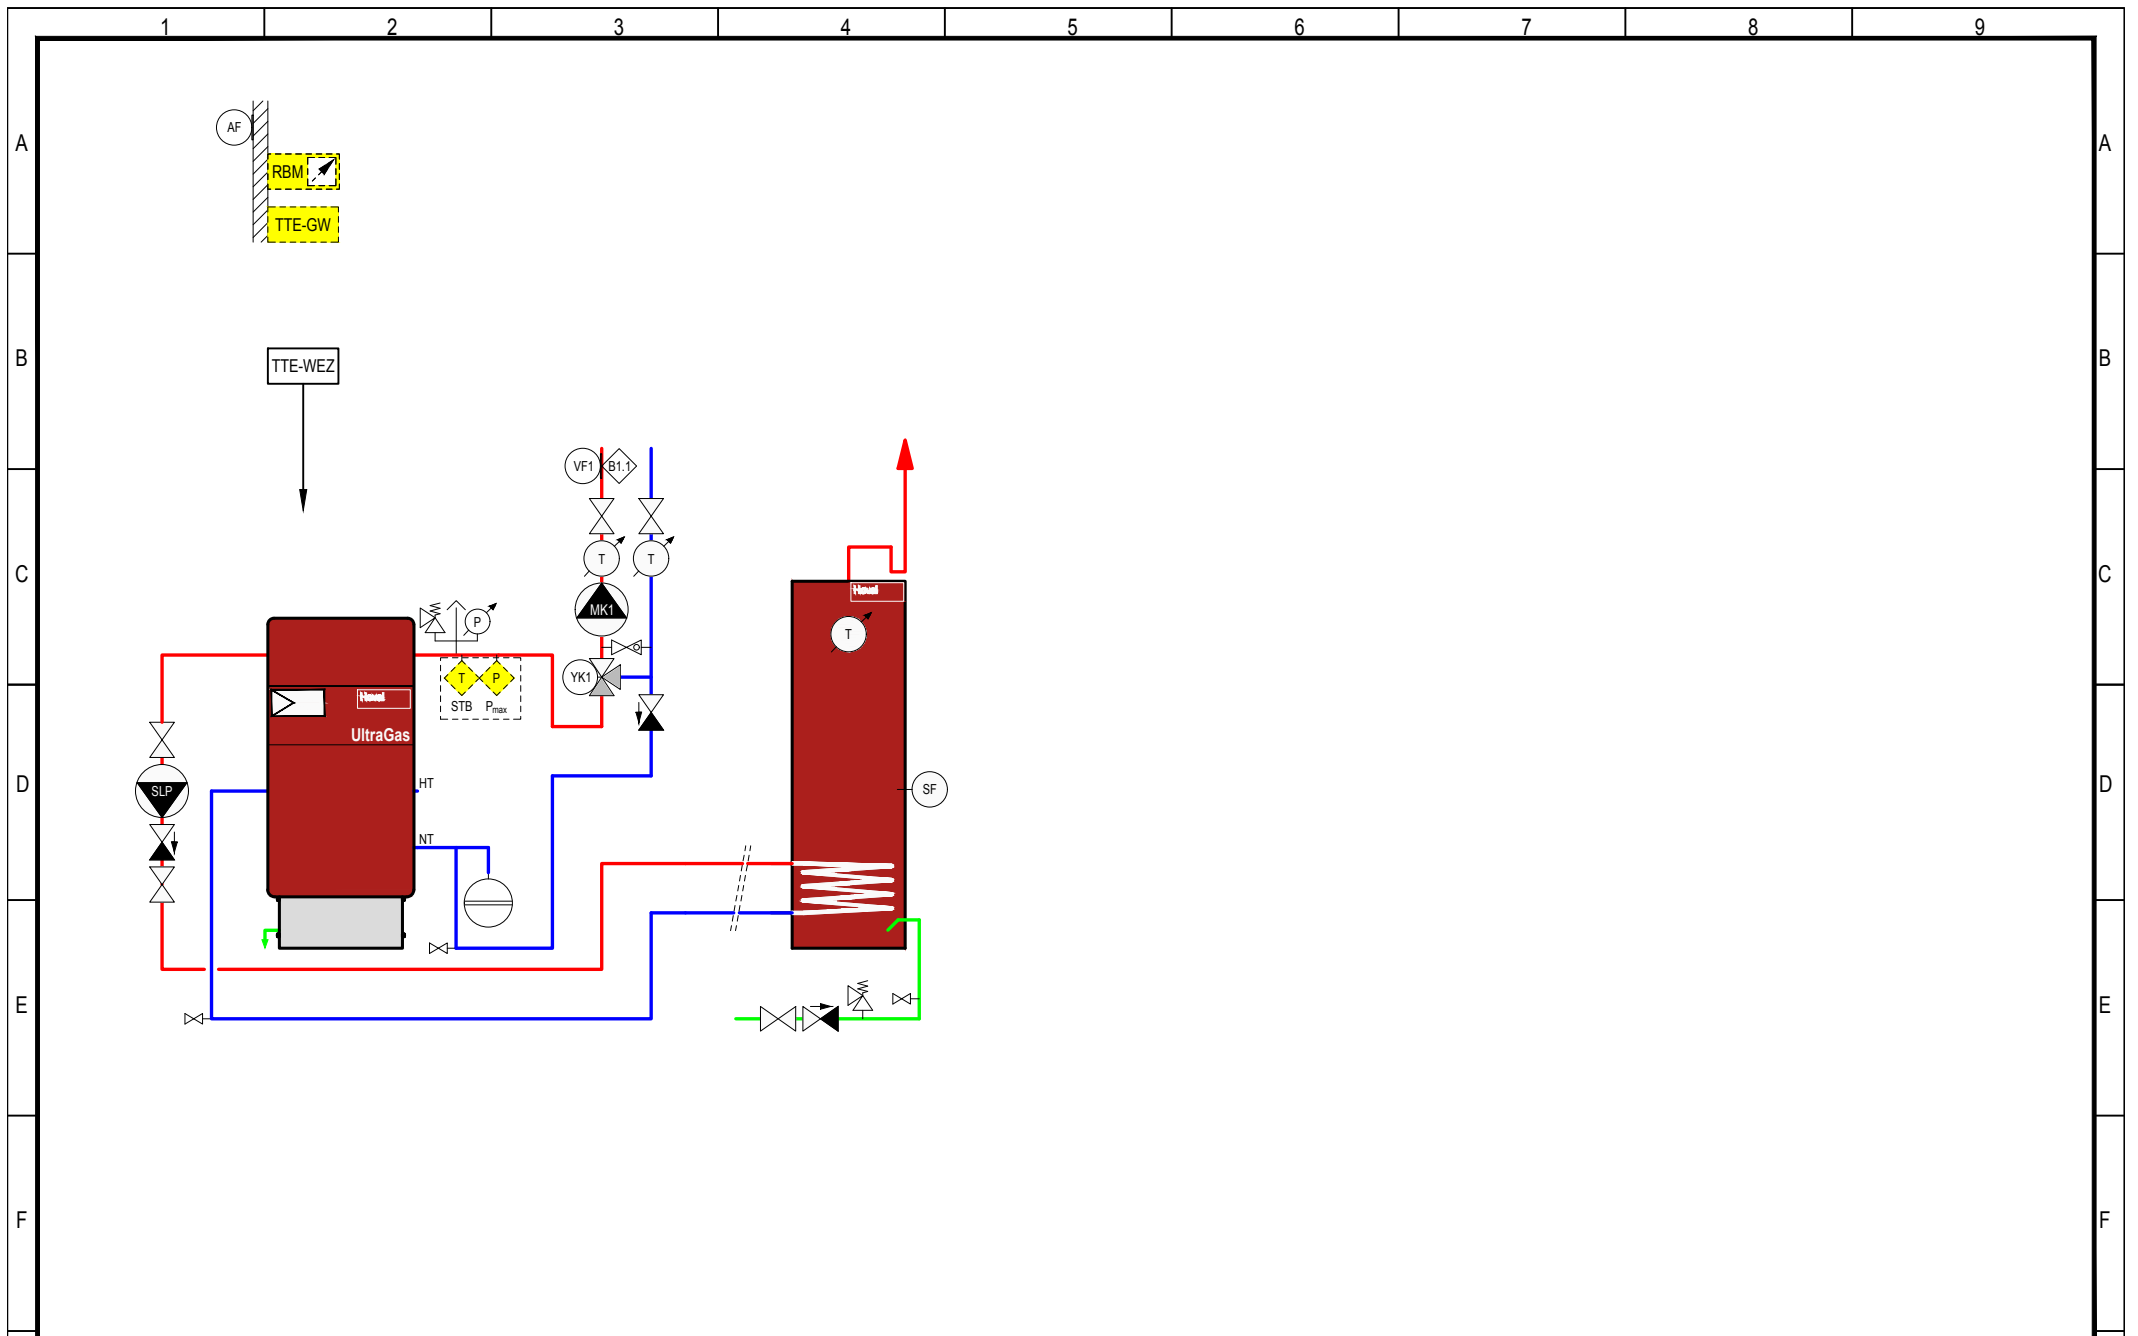 1 2 3 4 5 6 7 8 9
A A
AF
RBM
TTE-GW
B B
TTE-WEZ
VF1 B1.1
T T
C C
MK1
P
T
YK1
T P
STB Pmax
UltraGas
HT
D D
SLP
SF
NT
E E
F F